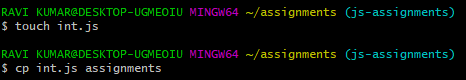 RAVI KUMAR@DESKTOP-UGMEOIU MINGW64 ~/assignments (js-assignments)
$ touch int.js
RAVI KUMAR@DESKTOP-UGMEOIU MINGW64 ~/assignments (js-assignments)
$ cp int.js assignments